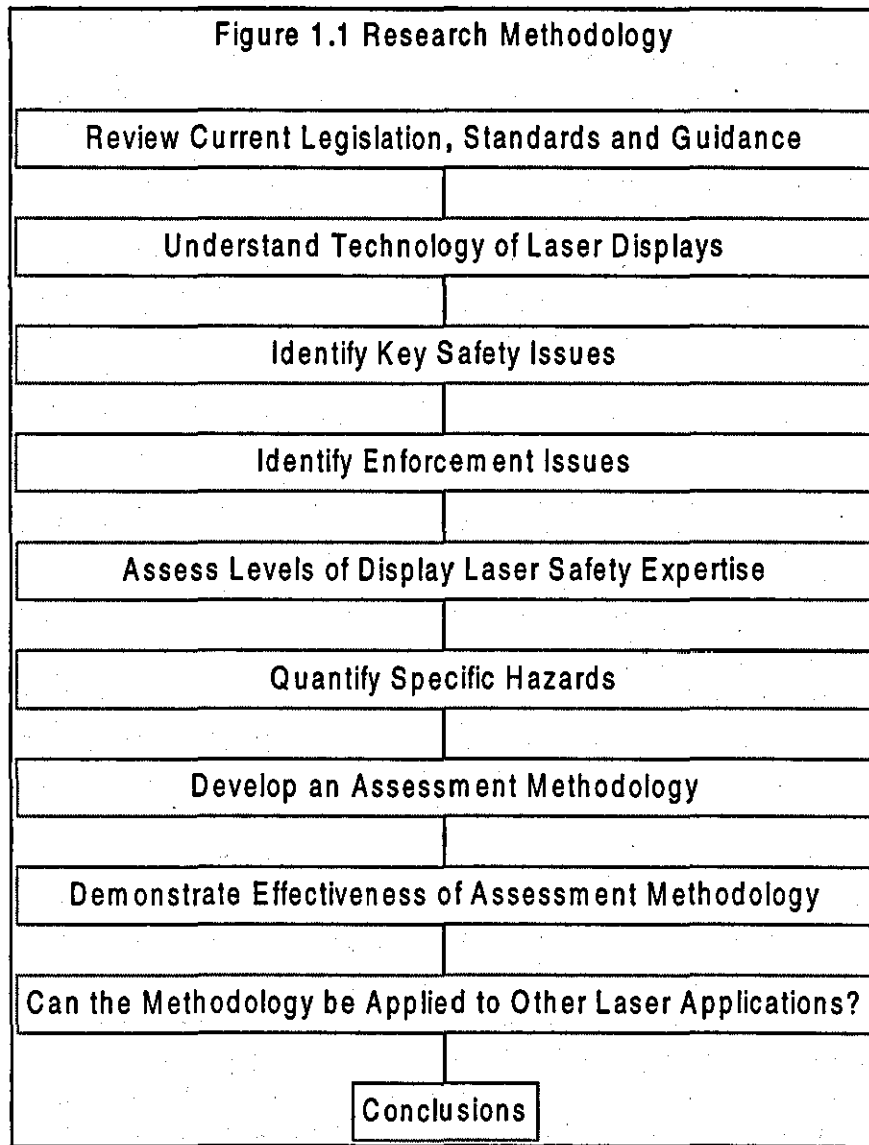 Figure 1.1 Research Methodology
Review Current Legislation, Standards and Guidance
Understand Technology of Laser Displays
Identify Key Safety Issues
Identify Enforcement Issues
Assess Levels of Display Laser Safety Expertise
Quantify Specific Hazards
Develop an Assessment Methodology
Demonstrate Effectiveness of Assessment Methodology
Can the Methodology be Applied to Other Laser Applications?
Conclusions